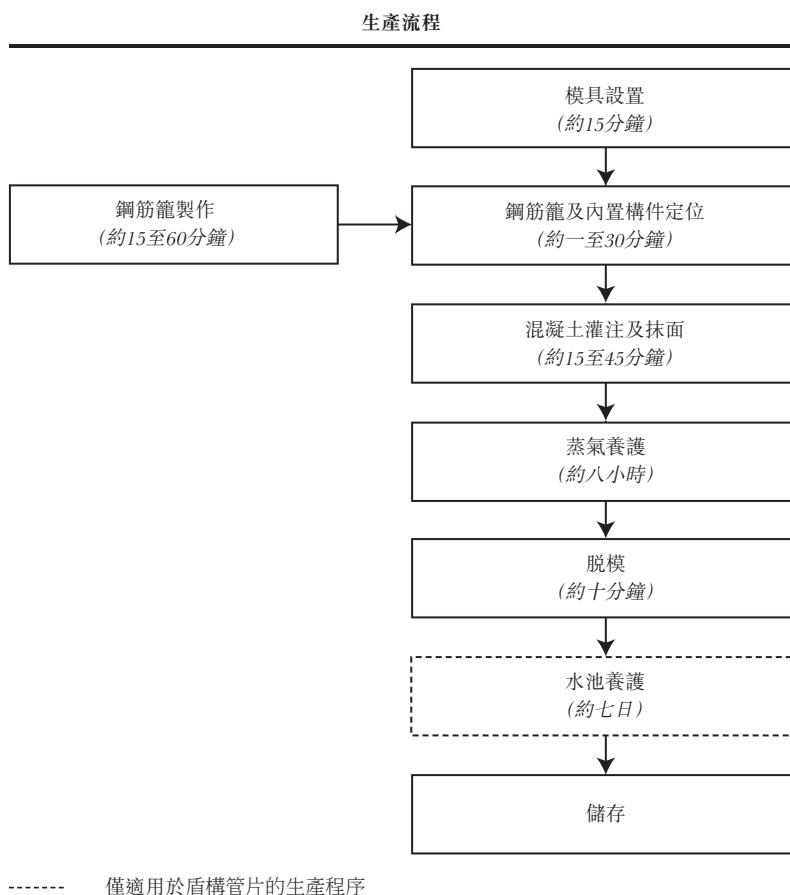 生產流程
模具設置
(約15分鐘)
鋼筋籠製作
(約15至60分鐘)
鋼筋籠及內置構件定位
(約一至30分鐘)
混凝土灌注及抹面
(約15至45分鐘)
蒸氣養護
(約八小時)
脱模
(約十分鐘)
水池養護
(約七日)
儲存
僅適用於盾構管片的生產程序